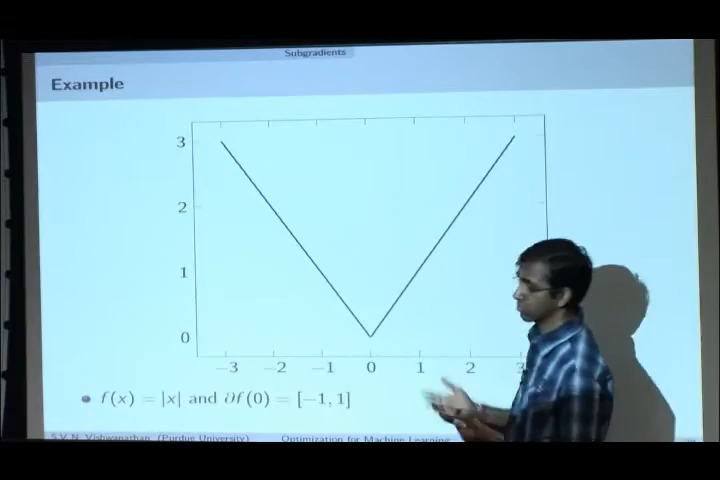 Subgradients
Example
3
2
1
0
−3 −2 −1 0 1 2 3
f(x) = |x| and ∂f(0) = [−1, 1]
S.V.N. Vishwanathan (Purdue University) Optimization for Machine Learning